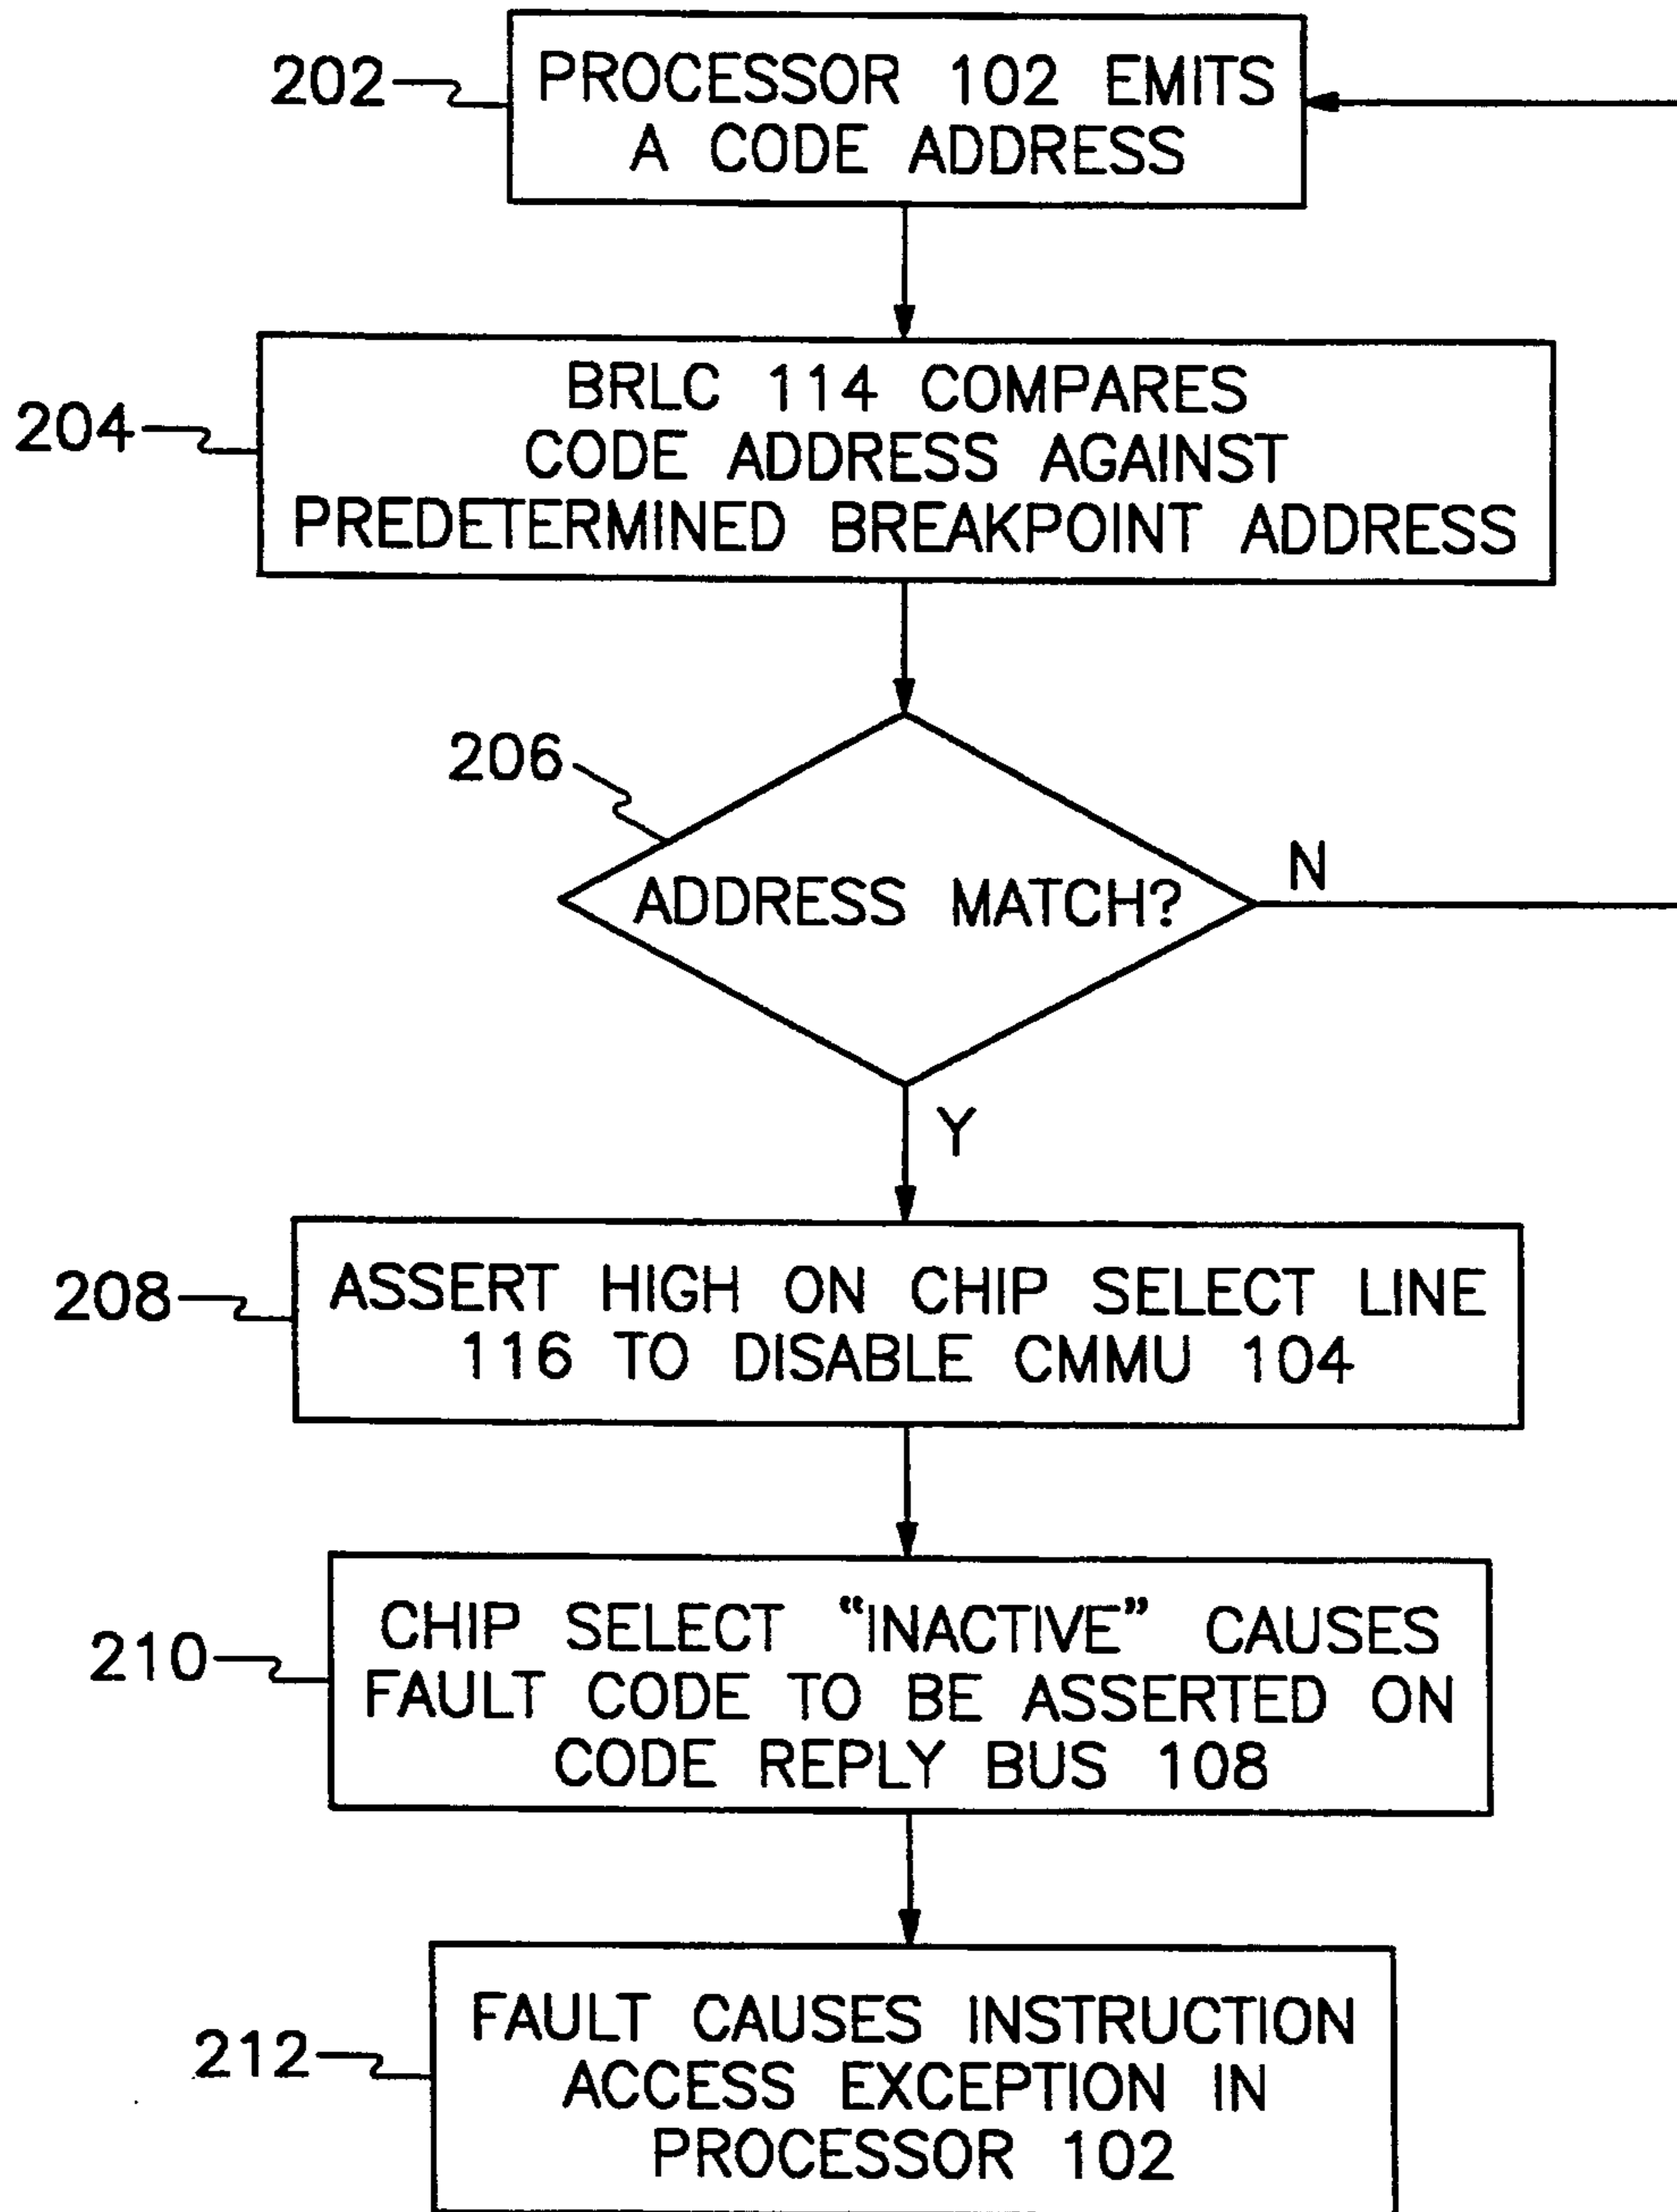 202
PROCESSOR 102 EMITS
A CODE ADDRESS
204
BRLC 114 COMPARES
CODE ADDRESS AGAINST
PREDETERMINED BREAKPOINT ADDRESS
206
ADDRESS MATCH?
N
Y
208
ASSERT HIGH ON CHIP SELECT LINE
116 TO DISABLE CMMU 104
210
CHIP SELECT “INACTIVE” CAUSES
FAULT CODE TO BE ASSERTED ON
CODE REPLY BUS 108
212
FAULT CAUSES INSTRUCTION
ACCESS EXCEPTION IN
PROCESSOR 102